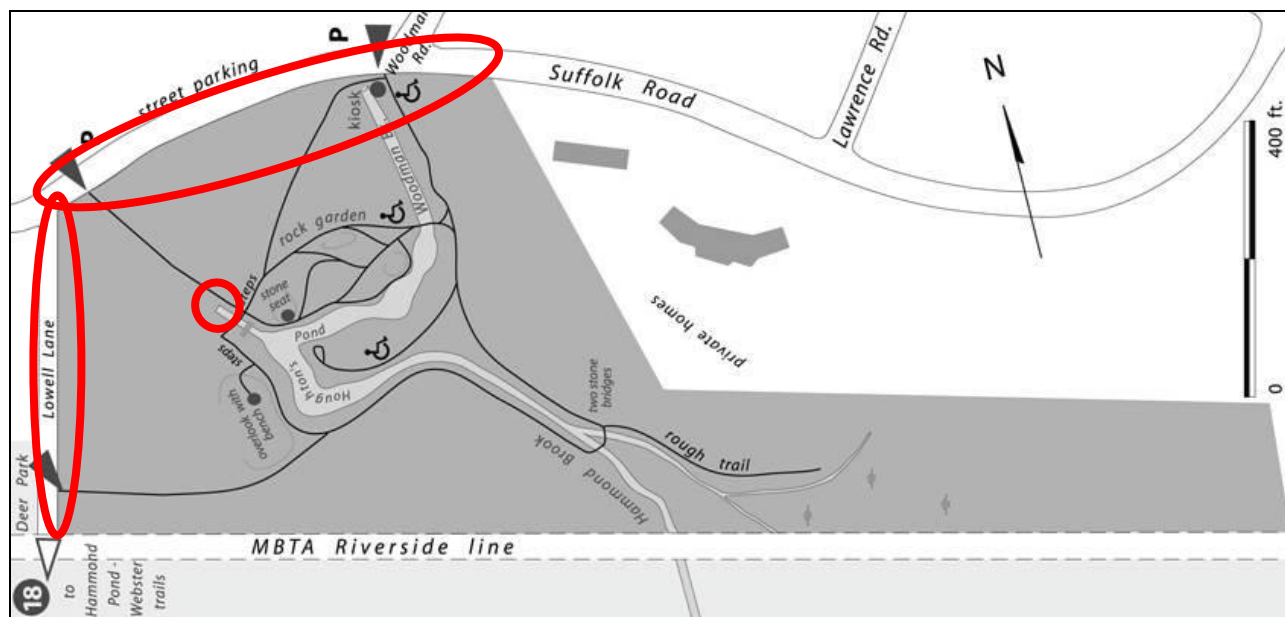 P
P
street parking
Woodman
Rd.
Suffolk Road
Lawrence Rd.
N
400 ft.
0
kiosk
Woodman
rock garden
steps
stone
seat
Pond
Houghton's
steps
overlook with
bench
private homes
two stone
bridges
rough trail
Hammond Brook
Lowell Lane
Deer Park
MBTA Riverside line
18
to
Hammond
Pond -
Webster
trails